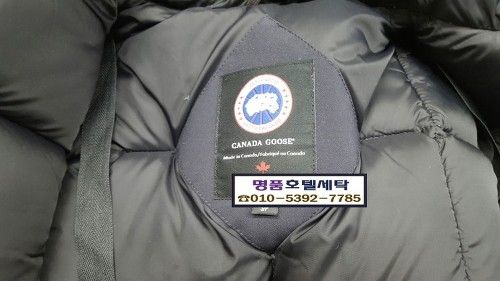 CANADA GOOSE®
Made in Canada/Fabriqué au Canada
명품호텔세탁
☎010-5392-7785